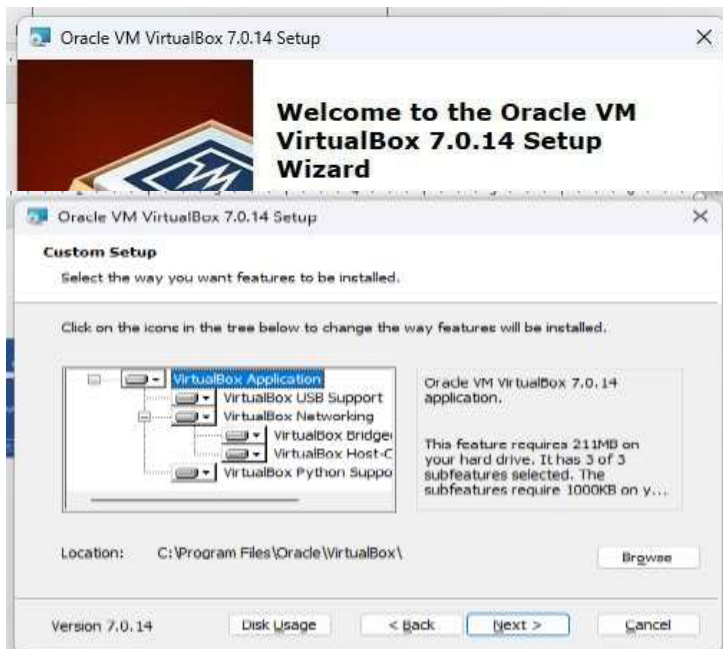 Oracle VM VirtualBox 7.0.14 Setup
Welcome to the Oracle VM
VirtualBox 7.0.14 Setup
Wizard
Oracle VM VirtualBox 7.0.14 Setup
Custom Setup
Select the way you want features to be installed.
Click on the icons in the tree below to change the way features will be installed.
VirtualBox Application
VirtualBox USB Support
VirtualBox Networking
VirtualBox Bridge
VirtualBox Host-C
VirtualBox Python Suppo
Oracle VM VirtualBox 7.0.14
application.
This feature requires 211MB on
your hard drive. It has 3 of 3
subfeatures selected. The
subfeatures require 1000KB on y...
Location: C:\Program Files\Oracle\VirtualBox\
Browse
Version 7.0.14 Disk Usage < Back Next > Cancel